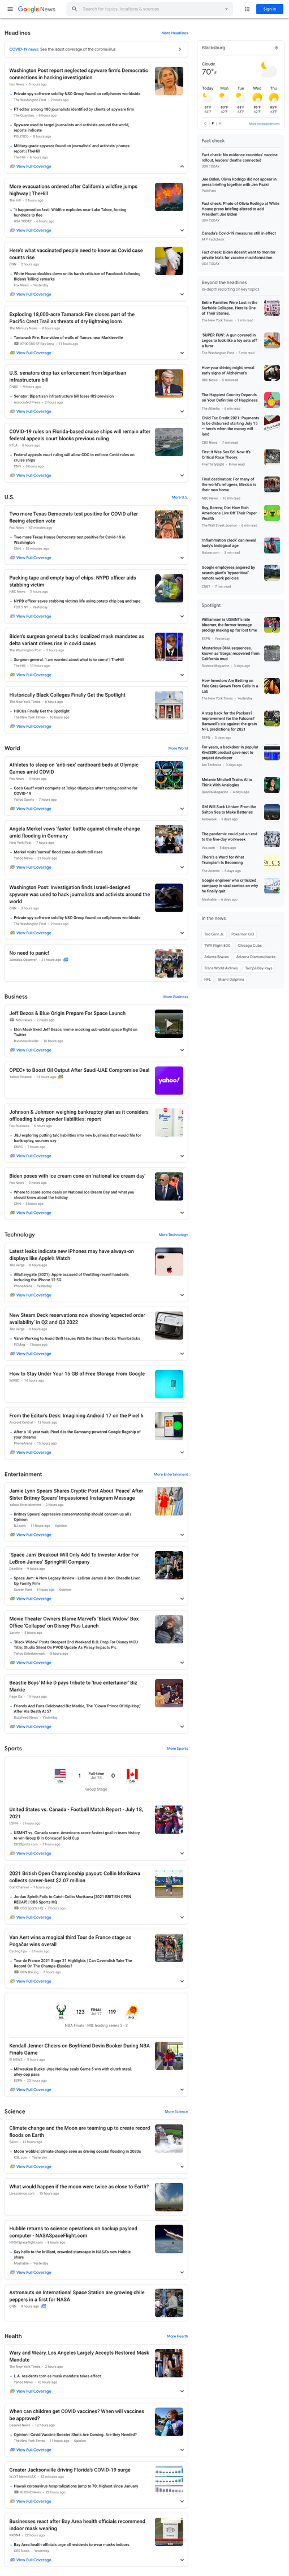 Google News
Search for topics, locations & sources
Sign in
Headlines
More Headlines
COVID-19 news: See the latest coverage of the coronavirus
Washington Post report neglected spyware firm's Democratic
connections in hacking investigation
Fox News · 3 hours ago
Private spy software sold by NSO Group found on cellphones worldwide
The Washington Post · 2 hours ago
FT editor among 180 journalists identified by clients of spyware firm
The Guardian · 5 hours ago
Spyware used to target journalists and activists around the world,
reports indicate
POLITICO · 6 hours ago
Military-grade spyware found on journalists' and activists' phones:
report | TheHill
The Hill · 6 hours ago
View Full Coverage
More evacuations ordered after California wildfire jumps
highway | TheHill
The Hill · 3 hours ago
'It happened so fast': Wildfire explodes near Lake Tahoe, forcing
hundreds to flee
USA TODAY · 4 hours ago
View Full Coverage
Here's what vaccinated people need to know as Covid case
counts rise
CNN · 3 hours ago
White House doubles down on its harsh criticism of Facebook following
Biden's 'killing' remarks
Fox News · Yesterday
View Full Coverage
Exploding 18,000-acre Tamarack Fire closes part of the
Pacific Crest Trail as threats of dry lightning loom
The Mercury News · 5 hours ago
Tamarack Fire: Raw video of walls of flames near Markleeville
KPIX CBS SF Bay Area · 11 hours ago
View Full Coverage
U.S. senators drop tax enforcement from bipartisan
infrastructure bill
CNBC · 9 hours ago
Senator: Bipartisan infrastructure bill loses IRS provision
Associated Press · 3 hours ago
View Full Coverage
COVID-19 rules on Florida-based cruise ships will remain after
federal appeals court blocks previous ruling
WTLA · 8 hours ago
Federal appeals court ruling will allow CDC to enforce Covid rules on
cruise ships
CNN · 3 hours ago
View Full Coverage
U.S.
More U.S.
Two more Texas Democrats test positive for COVID after
fleeing election vote
Fox News · 57 minutes ago
Two more Texas House Democrats test positive for Covid-19 in
Washington
CNN · 53 minutes ago
View Full Coverage
Packing tape and empty bag of chips: NYPD officer aids
stabbing victim
NBC News · 5 hours ago
NYPD officer saves stabbing victim's life using potato chip bag and tape
FOX 5 NY · Yesterday
View Full Coverage
Biden's surgeon general backs localized mask mandates as
delta variant drives rise in covid cases
The Washington Post · 9 hours ago
Surgeon general: 'I am worried about what is to come' | TheHill
The Hill · 11 hours ago
View Full Coverage
Historically Black Colleges Finally Get the Spotlight
The New York Times · 8 hours ago
HBCUs Finally Get the Spotlight
The New York Times · 19 hours ago
View Full Coverage
World
More World
Athletes to sleep on 'anti-sex' cardboard beds at Olympic
Games amid COVID
Fox News · 4 hours ago
Coco Gauff won't compete at Tokyo Olympics after testing positive for
COVID-19
Yahoo Sports · 7 hours ago
View Full Coverage
Angela Merkel vows 'faster' battle against climate change
amid flooding in Germany
New York Post · 7 hours ago
Merkel visits 'surreal' flood zone as death toll rises
Yahoo News · 21 hours ago
View Full Coverage
Washington Post: Investigation finds Israeli-designed
spyware was used to hack journalists and activists around the
world
CNN · 4 hours ago
Private spy software sold by NSO Group found on cellphones worldwide
The Washington Post · 2 hours ago
View Full Coverage
No need to panic!
Jamaica Observer · 21 hours ago
Business
More Business
Jeff Bezos & Blue Origin Prepare For Space Launch
NBC News · 2 hours ago
Elon Musk liked Jeff Bezos meme mocking sub-orbital space flight on
Twitter
Business Insider · 16 hours ago
View Full Coverage
OPEC+ to Boost Oil Output After Saudi-UAE Compromise Deal
Yahoo Finance · 13 hours ago
Johnson & Johnson weighing bankruptcy plan as it considers
offloading baby powder liabilities: report
Fox Business · 6 hours ago
J&J exploring putting talc liabilities into new business that would file for
bankruptcy, sources say
CNBC · 7 hours ago
View Full Coverage
Biden poses with ice cream cone on 'national ice cream day'
Fox News · 3 hours ago
Where to score some deals on National Ice Cream Day and what you
should know about the holiday
CNN · 3 hours ago
View Full Coverage
Technology
More Technology
Latest leaks indicate new iPhones may have always-on
displays like Apple's Watch
The Verge · 8 hours ago
Allstatergate (2021), Apple accused of throttling recent handsets
including the iPhone 12 5G
PhoneArena · Yesterday
View Full Coverage
New Steam Deck reservations now showing 'expected order
availability' in Q2 and Q3 2022
The Verge · 4 hours ago
Valve Working to Avoid Drift Issues With the Steam Deck's Thumbsticks
PCMag · 7 hours ago
View Full Coverage
How to Stay Under Your 15 GB of Free Storage From Google
WIRED · 19 hours ago
From the Editor's Desk: Imagining Android 17 on the Pixel 6
Android Central · 13 hours ago
After a 10-year wait, Pixel 6 is the Samsung-powered Google flagship of
your dreams
PhoneArena · 15 hours ago
View Full Coverage
Entertainment
More Entertainment
Jamie Lynn Spears Shares Cryptic Post About 'Peace' After
Sister Britney Spears' Impassioned Instagram Message
Yahoo Entertainment · 3 hours ago
Britney Spears' oppressive conservatorship should concern us all |
Opinion
NJ.com · 11 hours ago · Opinion
View Full Coverage
'Space Jam' Breakout Will Only Add To Investor Ardor For
LeBron James' SpringHill Company
Deadline · 8 hours ago
Space Jam: A New Legacy Review - LeBron James & Don Cheadle Liven
Up Family Film
Screen Rant · 8 hours ago · Opinion
View Full Coverage
Movie Theater Owners Blame Marvel's 'Black Widow' Box
Office 'Collapse' on Disney Plus Launch
Variety · 5 hours ago
'Black Widow' Posts Steepest 2nd Weekend B.O. Drop For Disney MCU
Title; Studio Silent On PVOD Update As Piracy Impacts Pic
Yahoo Entertainment · 8 hours ago
View Full Coverage
Beastie Boys' Mike D pays tribute to 'true entertainer' Biz
Markie
Page Six · 10 hours ago
Friends And Fans Celebrated Biz Markie, The "Clown Prince Of Hip-Hop,"
After His Death At 57
BuzzFeed News · Yesterday
View Full Coverage
Sports
More Sports
USA
1
Full-time
Jul 18
0
CAN
Group Stage
United States vs. Canada - Football Match Report - July 18,
2021
ESPN · 3 hours ago
USMNT vs. Canada score: Americans score fastest goal in team history
to win Group B in Concacaf Gold Cup
CBSSports.com · 3 hours ago
View Full Coverage
2021 British Open Championship payout: Collin Morikawa
collects career-best $2.07 million
Golf Channel · 7 hours ago
Jordan Spieth Fails to Catch Collin Morikawa [2021 BRITISH OPEN
RECAP] | CBS Sports HQ
CBS Sports HQ · 7 hours ago
View Full Coverage
Van Aert wins a magical third Tour de France stage as
Pogačar wins overall
CyclingTips · 8 hours ago
Tour de France 2021 Stage 21 Highlights | Can Cavendish Take The
Record On The Champs-Élysées?
GCN Racing · 7 hours ago
View Full Coverage
MIL
123
FINAL
Jul 17
119
PHX
NBA Finals · MIL leading series 3 - 2
Kendall Jenner Cheers on Boyfriend Devin Booker During NBA
Finals Game
E! NEWS · 9 hours ago
Milwaukee Bucks' Jrue Holiday seals Game 5 win with clutch steal,
alley-oop pass
ESPN · 20 hours ago
View Full Coverage
Science
More Science
Climate change and the Moon are teaming up to create record
floods on Earth
Salon · 12 hours ago
Moon 'wobble,' climate change seen as driving coastal flooding in 2030s
KSL.com · Yesterday
View Full Coverage
What would happen if the moon were twice as close to Earth?
Livescience.com · 15 hours ago
Hubble returns to science operations on backup payload
computer - NASASpaceFlight.com
NASASpaceflight.com · 6 hours ago
Say hello to the brilliant, crowded starscape in NASA's new Hubble
share
Mashable · Yesterday
View Full Coverage
Astronauts on International Space Station are growing chile
peppers in a first for NASA
CNN · 8 hours ago
Health
More Health
Wary and Weary, Los Angeles Largely Accepts Restored Mask
Mandate
The New York Times · 3 hours ago
L.A. residents torn as mask mandate takes effect
Yahoo News · 10 hours ago
View Full Coverage
When can children get COVID vaccines? When will vaccines
be approved?
Amazon News · 12 hours ago
Opinion | Covid Vaccine Booster Shots Are Coming. Are they Needed?
The New York Times · 11 hours ago · Opinion
View Full Coverage
Greater Jacksonville driving Florida's COVID-19 surge
WJXT News4JAX · 32 minutes ago
Hawaii coronavirus hospitalizations jump to 70, Highest since January
KHON2 News · 22 hours ago
View Full Coverage
Businesses react after Bay Area health officials recommend
indoor mask wearing
KRON4 · 22 hours ago
Bay Area health officials urge all residents to wear masks indoors
CBS News · Yesterday
View Full Coverage
Blacksburg
Cloudy
70°F
Today
Mon
Tue
Wed
Thu
More on weather.com
Fact check
Fact check: No evidence countries' vaccine
rollout, leaders' deaths connected
USA TODAY
Joe Biden, Olivia Rodrigo did not appear in
press briefing together with Jen Psaki
PolitiFact
Fact check: Photo of Olivia Rodrigo at White
House press briefing altered to add
President Joe Biden
USA TODAY
Canada's Covid-19 measures still in effect
AFP Factcheck
Fact check: Biden doesn't want to monitor
private texts for vaccine misinformation
USA TODAY
Beyond the headlines
In-depth reporting on key topics
Entire Families Were Lost in the
Surfside Collapse. Here Is One
of Their Stories.
The New York Times · 7 min read
'SUPER FUN': A gun covered in
Legos to look like a toy sets off
a furor
The Washington Post · 5 min read
How your driving might reveal
early signs of Alzheimer's
BBC News · 5 min read
The Happiest Country Depends
on Your Definition of Happiness
The Atlantic · 6 min read
Child Tax Credit 2021: Payments
to be disbursed starting July 15
— here's when the money will
land
CBS News · 7 min read
First It Was Sex Ed. Now It's
Critical Race Theory
FiveThirtyEight · 8 min read
Final destination: For many of
the world's refugees, Mexico is
their new home
NBC News · 10 min read
Buy, Borrow, Die: How Rich
Americans Live Off Their Paper
Wealth
The Wall Street Journal · 6 min read
'Inflammation clock' can reveal
body's biological age
Nature.com · 3 min read
Google employees angered by
search giant's 'hypocritical'
remote work policies
CNET · 7 min read
Spotlight
Williamson is USMNT's late
bloomer, the former teenage
prodigy making up for lost time
ESPN · Yesterday
Mysterious DNA sequences,
known as 'Borgs,' recovered from
California mud
Science Magazine · 3 days ago
How Investors Are Betting on
Foie Gras Grown From Cells in a
Lab
The New York Times · Yesterday
A step back for the Packers?
Improvement for the Falcons?
Barnwell's six against-the-grain
NFL predictions for 2021
ESPN · 3 days ago
For years, a backdoor in popular
KiwiSDR product gave root to
project developer
Ars Technica · 3 days ago
Melanie Mitchell Trains AI to
Think With Analogies
Quanta Magazine · 4 days ago
GM Will Suck Lithium From the
Salton Sea to Make Batteries
Autoweek · 3 days ago
The pandemic could put an end
to the five-day workweek
Vox.com · 5 days ago
There's a Word for What
Trumpism Is Becoming
The Atlantic · 5 days ago
Google engineer who criticized
company in viral comics on why
he finally quit
Mashable · 5 days ago
In the news
Ted Dom Jr.
Pokemon GO
TWA Flight 800
Chicago Cubs
Atlanta Braves
Arizona Diamondbacks
Trans World Airlines
Tampa Bay Rays
NFL
Miami Dolphins